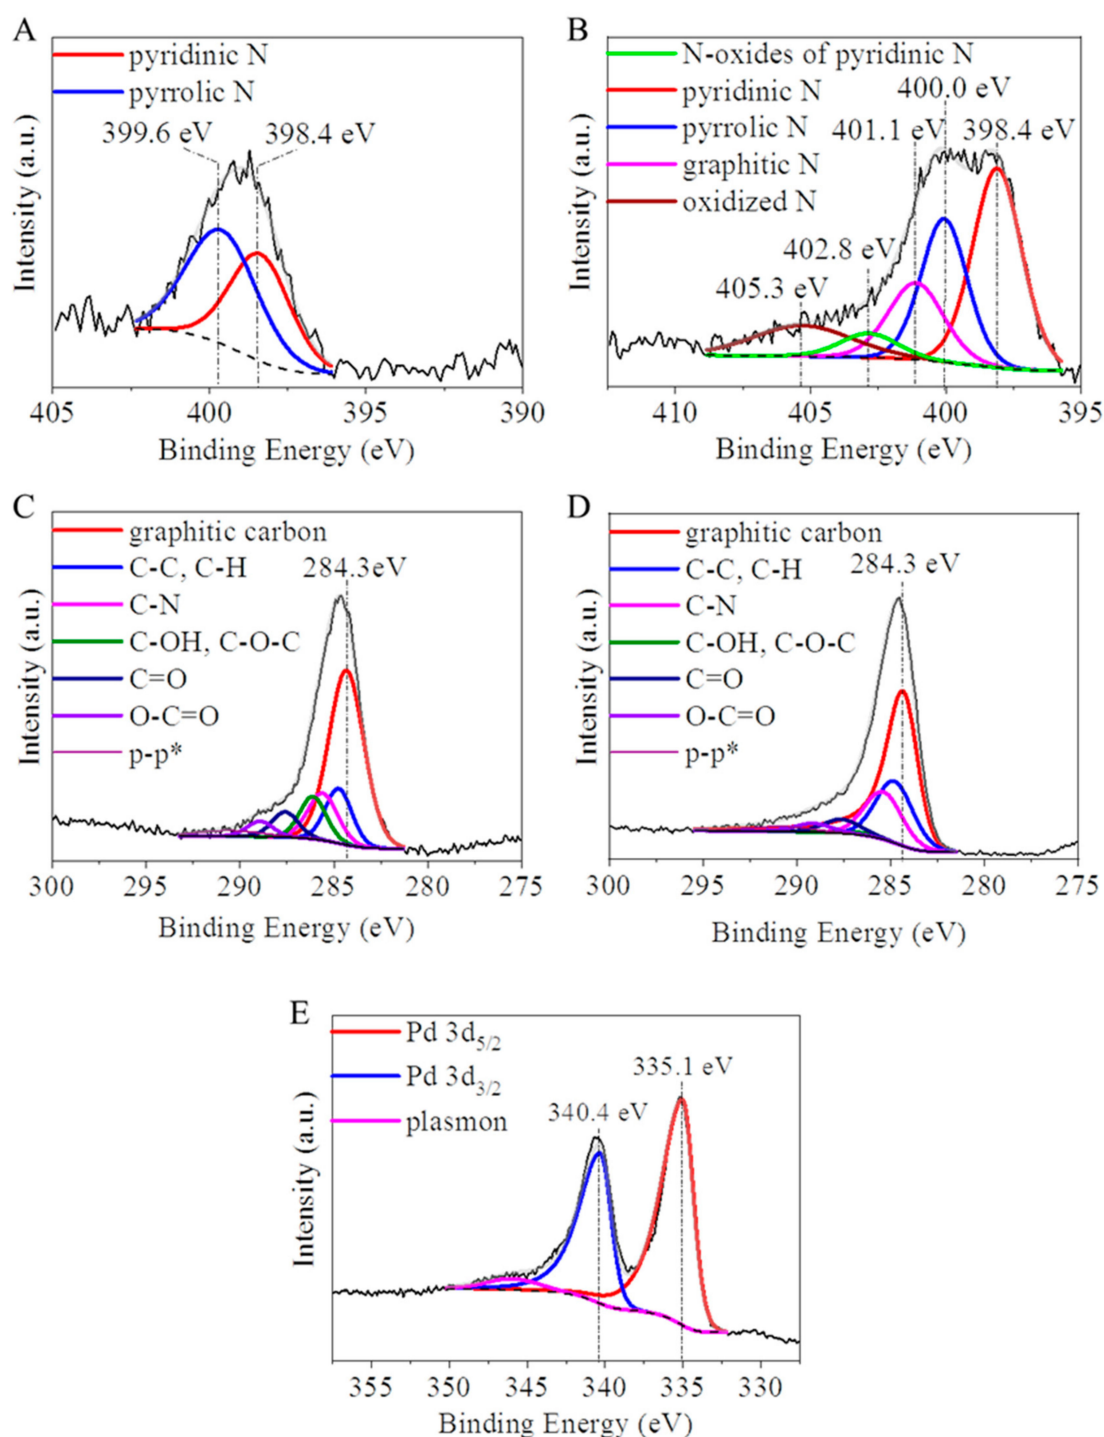 A
pyridinic N
pyrrolic N
399.6 eV
398.4 eV
Intensity (a.u.)
405 400 395 390
Binding Energy (eV)
B
N-oxides of pyridinic N
pyridinic N
400.0 eV
pyrrolic N
401.1 eV
398.4 eV
graphitic N
oxidized N
402.8 eV
405.3 eV
Intensity (a.u.)
410 405 400 395
Binding Energy (eV)
C
graphitic carbon
C-C, C-H
284.3eV
C-N
C-OH, C-O-C
C=O
O-C=O
p-p*
Intensity (a.u.)
300 295 290 285 280 275
Binding Energy (eV)
D
graphitic carbon
C-C, C-H
284.3 eV
C-N
C-OH, C-O-C
C=O
O-C=O
p-p*
Intensity (a.u.)
300 295 290 285 280 275
Binding Energy (eV)
E
Pd 3d5/2
335.1 eV
Pd 3d3/2
340.4 eV
plasmon
Intensity (a.u.)
355 350 345 340 335 330
Binding Energy (eV)